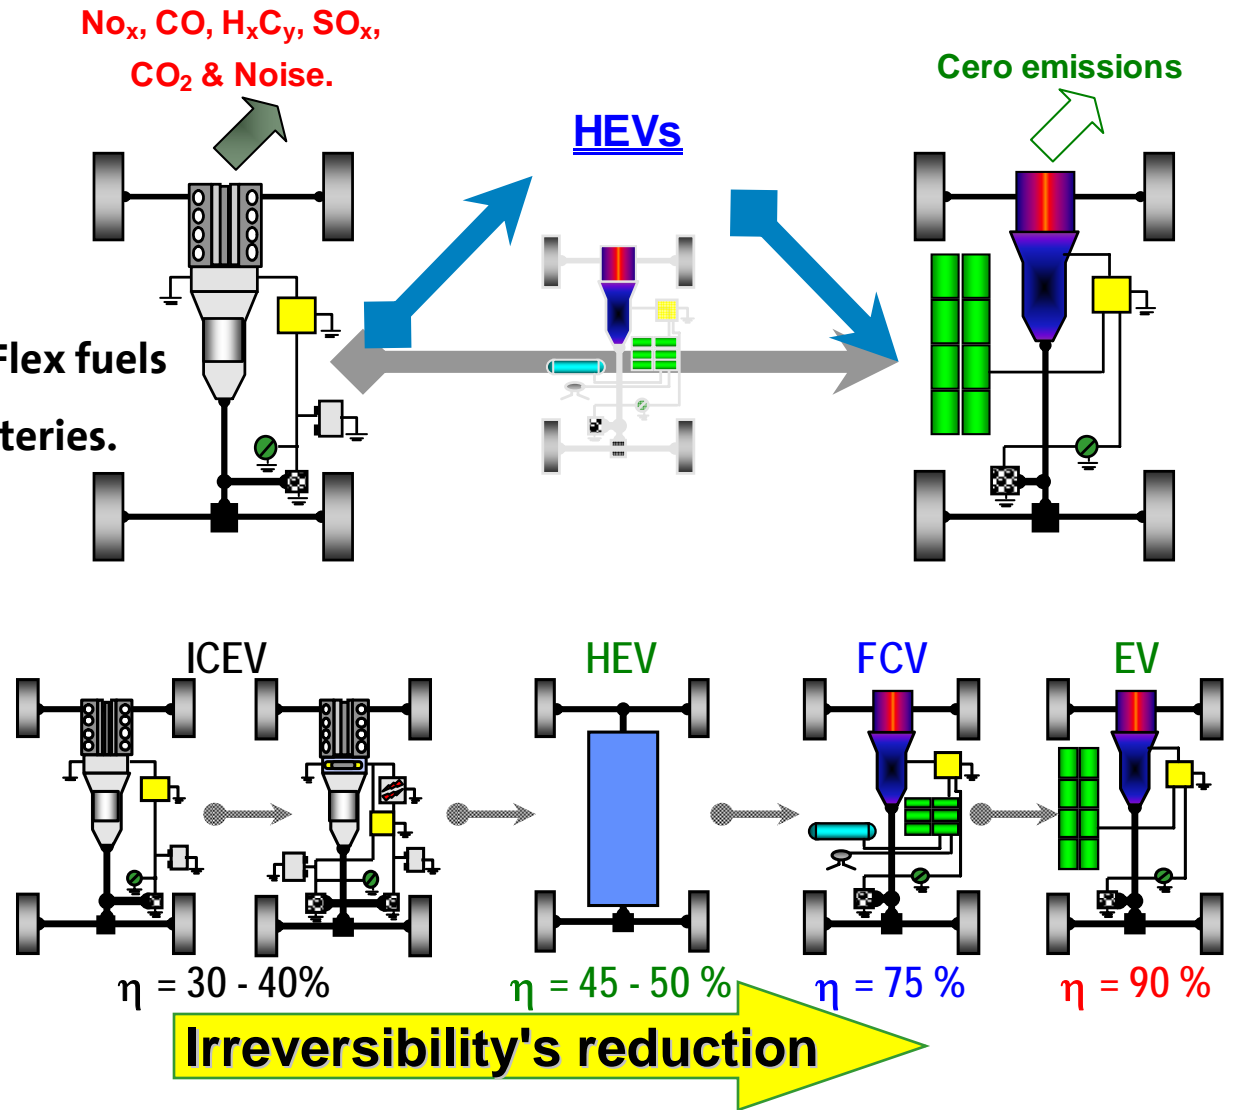 Noₓ, CO, HₓCᵧ, SOₓ,
CO₂ & Noise.
Cero emissions
HEVs
Flex fuels
teries.
ICEV
HEV
FCV
EV
η = 30 - 40%
η = 45 - 50 %
η = 75 %
η = 90 %
Irreversibility's reduction